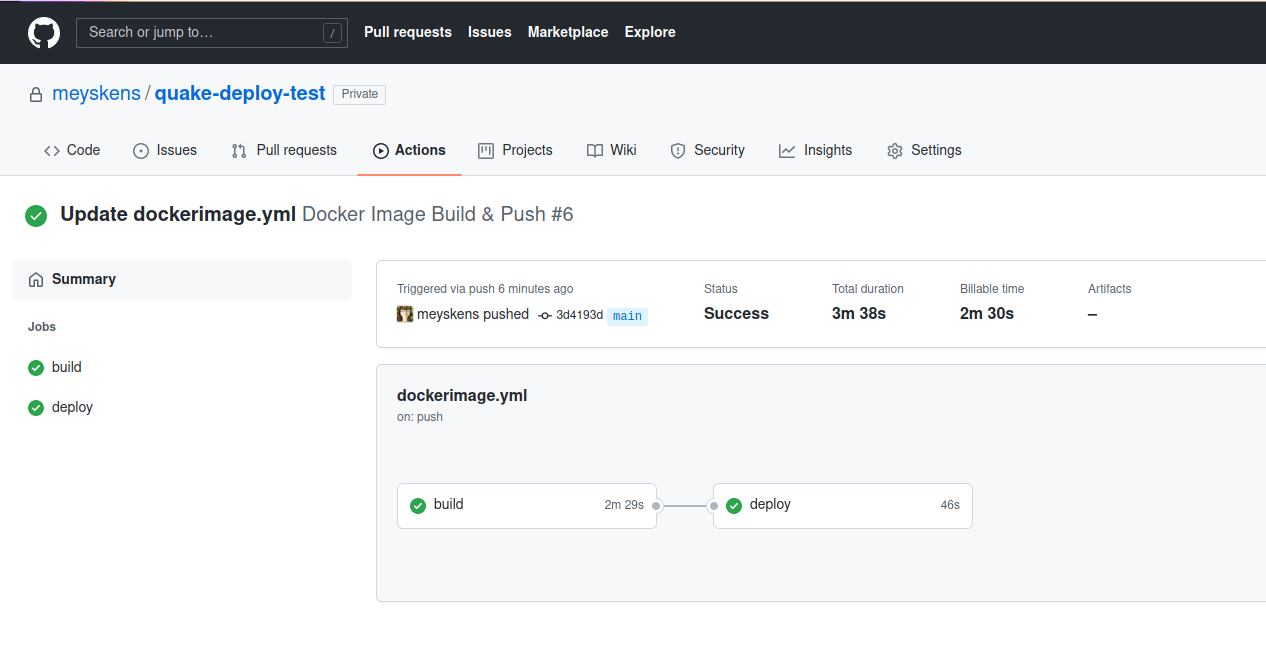 Search or jump to… / Pull requests Issues Marketplace Explore
meyskens / quake-deploy-test Private
Code Issues Pull requests Actions Projects Wiki Security Insights Settings
Update dockerimage.yml Docker Image Build & Push #6
Summary
Jobs
build
deploy
Triggered via push 6 minutes ago
meyskens pushed 3d4193d main
Status
Success
Total duration
3m 38s
Billable time
2m 30s
Artifacts
–
dockerimage.yml
on: push
build 2m 29s
deploy 46s